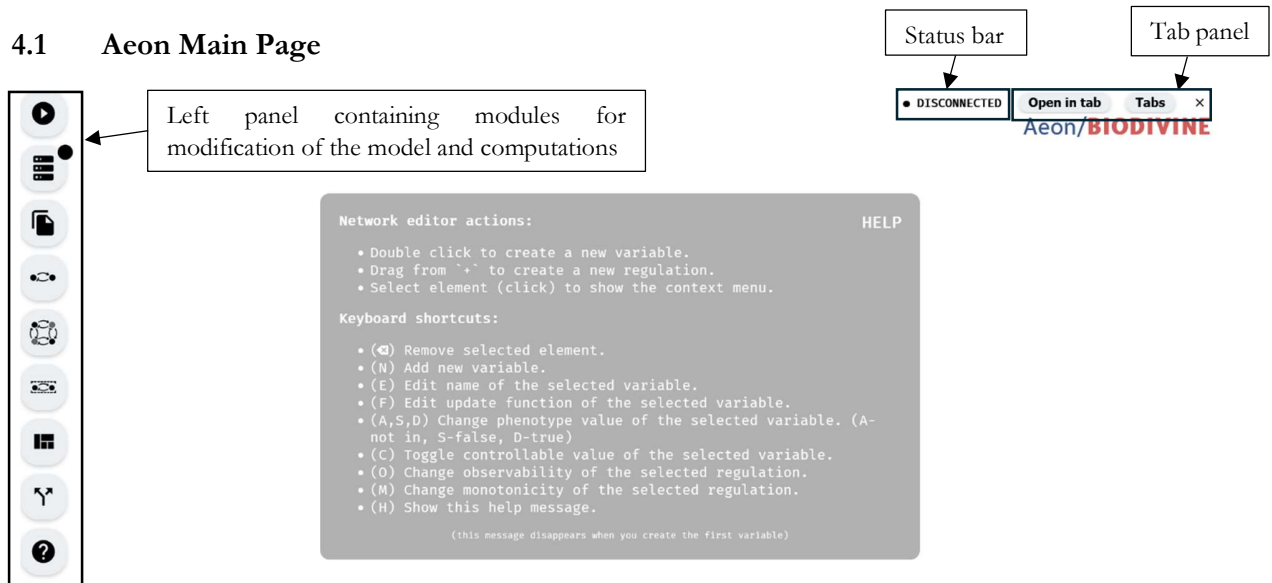 4.1 Aeon Main Page
Status bar
Tab panel
Left panel containing modules for
modification of the model and computations
• DISCONNECTED
Open in tab Tabs ×
Aeon/BIODIVINE
Network editor actions: HELP
• Double click to create a new variable.
• Drag from `+` to create a new regulation.
• Select element (click) to show the context menu.
Keyboard shortcuts:
• (⌫) Remove selected element.
• (N) Add new variable.
• (E) Edit name of the selected variable.
• (F) Edit update function of the selected variable.
• (A,S,D) Change phenotype value of the selected variable. (A-
not in, S-false, D-true)
• (C) Toggle controllable value of the selected variable.
• (O) Change observability of the selected regulation.
• (M) Change monotonicity of the selected regulation.
• (H) Show this help message.
(this message disappears when you create the first variable)